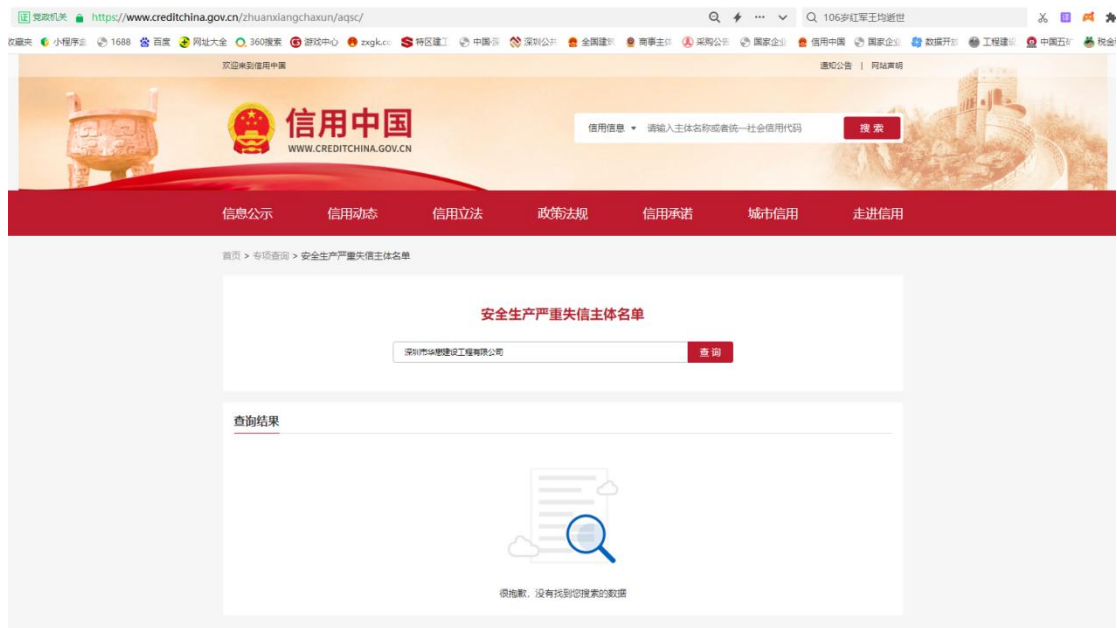 证 党政机关 https://www.creditchina.gov.cn/zhuanxiangchaxun/aqsc/ 106岁红军王均逝世
小程序 1688 百度 网址大全 360搜索 游戏中心 zxgk.c 特区建工 深圳公共 全国建 商事主体 采购公告 国家企业 信用中国 国家企业 数据开放 工程建设 中国五矿
欢迎来到信用中国 通知公告 | 网站声明
信用中国
WWW.CREDITCHINA.GOV.CN
信用信息 请输入主体名称或者统一社会信用代码 搜索
信息公示 信用动态 信用立法 政策法规 信用承诺 城市信用 走进信用
首页 > 专项查询 > 安全生产严重失信主体名单
安全生产严重失信主体名单
深圳市华懋建设工程有限公司 查询
查询结果
很抱歉，没有找到您搜索的数据